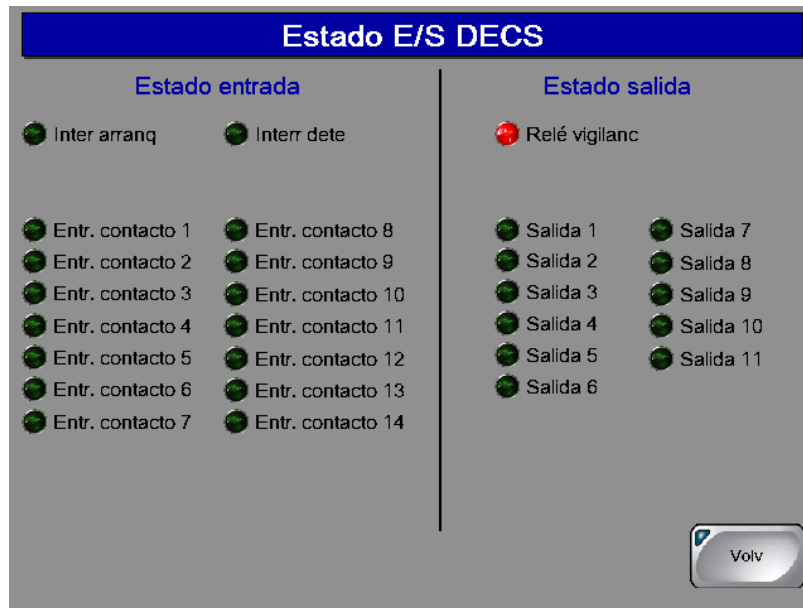 Estado E/S DECS
Estado entrada
Inter arranq
Interr dete
Entr. contacto 1
Entr. contacto 2
Entr. contacto 3
Entr. contacto 4
Entr. contacto 5
Entr. contacto 6
Entr. contacto 7
Entr. contacto 8
Entr. contacto 9
Entr. contacto 10
Entr. contacto 11
Entr. contacto 12
Entr. contacto 13
Entr. contacto 14
Estado salida
Relé vigilanc
Salida 1
Salida 2
Salida 3
Salida 4
Salida 5
Salida 6
Salida 7
Salida 8
Salida 9
Salida 10
Salida 11
Volv